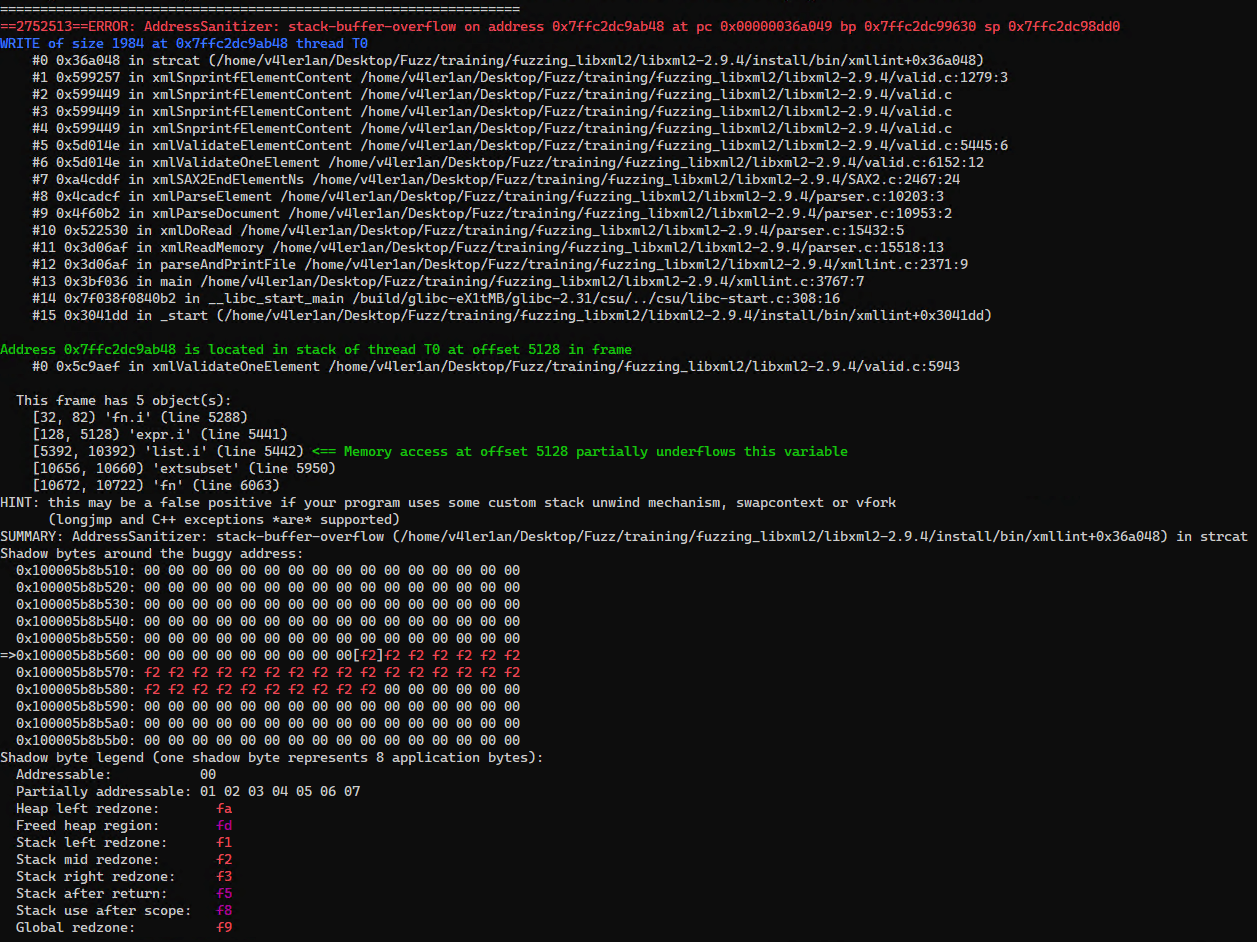 =================================================================
==2752513==ERROR: AddressSanitizer: stack-buffer-overflow on address 0x7ffc2dc9ab48 at pc 0x00000036a049 bp 0x7ffc2dc99630 sp 0x7ffc2dc98dd0
WRITE of size 1984 at 0x7ffc2dc9ab48 thread T0
    #0 0x36a048 in strcat (/home/v4ler1an/Desktop/Fuzz/training/fuzzing_libxml2/libxml2-2.9.4/install/bin/xmllint+0x36a048)
    #1 0x599257 in xmlSnprintfElementContent /home/v4ler1an/Desktop/Fuzz/training/fuzzing_libxml2/libxml2-2.9.4/valid.c:1279:3
    #2 0x599449 in xmlSnprintfElementContent /home/v4ler1an/Desktop/Fuzz/training/fuzzing_libxml2/libxml2-2.9.4/valid.c
    #3 0x599449 in xmlSnprintfElementContent /home/v4ler1an/Desktop/Fuzz/training/fuzzing_libxml2/libxml2-2.9.4/valid.c
    #4 0x599449 in xmlSnprintfElementContent /home/v4ler1an/Desktop/Fuzz/training/fuzzing_libxml2/libxml2-2.9.4/valid.c
    #5 0x5d014e in xmlValidateElementContent /home/v4ler1an/Desktop/Fuzz/training/fuzzing_libxml2/libxml2-2.9.4/valid.c:5445:6
    #6 0x5d014e in xmlValidateOneElement /home/v4ler1an/Desktop/Fuzz/training/fuzzing_libxml2/libxml2-2.9.4/valid.c:6152:12
    #7 0xa4cddf in xmlSAX2EndElementNs /home/v4ler1an/Desktop/Fuzz/training/fuzzing_libxml2/libxml2-2.9.4/SAX2.c:2467:24
    #8 0x4cadcf in xmlParseElement /home/v4ler1an/Desktop/Fuzz/training/fuzzing_libxml2/libxml2-2.9.4/parser.c:10203:3
    #9 0x4f60b2 in xmlParseDocument /home/v4ler1an/Desktop/Fuzz/training/fuzzing_libxml2/libxml2-2.9.4/parser.c:10953:2
    #10 0x522530 in xmlDoRead /home/v4ler1an/Desktop/Fuzz/training/fuzzing_libxml2/libxml2-2.9.4/parser.c:15432:5
    #11 0x3d06af in xmlReadMemory /home/v4ler1an/Desktop/Fuzz/training/fuzzing_libxml2/libxml2-2.9.4/parser.c:15518:13
    #12 0x3d06af in parseAndPrintFile /home/v4ler1an/Desktop/Fuzz/training/fuzzing_libxml2/libxml2-2.9.4/xmllint.c:2371:9
    #13 0x3bf036 in main /home/v4ler1an/Desktop/Fuzz/training/fuzzing_libxml2/libxml2-2.9.4/xmllint.c:3767:7
    #14 0x7f038f0840b2 in __libc_start_main /build/glibc-eX1tMB/glibc-2.31/csu/../csu/libc-start.c:308:16
    #15 0x3041dd in _start (/home/v4ler1an/Desktop/Fuzz/training/fuzzing_libxml2/libxml2-2.9.4/install/bin/xmllint+0x3041dd)

Address 0x7ffc2dc9ab48 is located in stack of thread T0 at offset 5128 in frame
    #0 0x5c9aef in xmlValidateOneElement /home/v4ler1an/Desktop/Fuzz/training/fuzzing_libxml2/libxml2-2.9.4/valid.c:5943

  This frame has 5 object(s):
    [32, 82) 'fn.i' (line 5288)
    [128, 5128) 'expr.i' (line 5441)
    [5392, 10392) 'list.i' (line 5442) <== Memory access at offset 5128 partially underflows this variable
    [10656, 10660) 'extsubset' (line 5950)
    [10672, 10722) 'fn' (line 6063)
HINT: this may be a false positive if your program uses some custom stack unwind mechanism, swapcontext or vfork
      (longjmp and C++ exceptions *are* supported)
SUMMARY: AddressSanitizer: stack-buffer-overflow (/home/v4ler1an/Desktop/Fuzz/training/fuzzing_libxml2/libxml2-2.9.4/install/bin/xmllint+0x36a048) in strcat
Shadow bytes around the buggy address:
  0x100005b8b510: 00 00 00 00 00 00 00 00 00 00 00 00 00 00 00 00
  0x100005b8b520: 00 00 00 00 00 00 00 00 00 00 00 00 00 00 00 00
  0x100005b8b530: 00 00 00 00 00 00 00 00 00 00 00 00 00 00 00 00
  0x100005b8b540: 00 00 00 00 00 00 00 00 00 00 00 00 00 00 00 00
  0x100005b8b550: 00 00 00 00 00 00 00 00 00 00 00 00 00 00 00 00
=>0x100005b8b560: 00 00 00 00 00 00 00 00 00[f2]f2 f2 f2 f2 f2 f2
  0x100005b8b570: f2 f2 f2 f2 f2 f2 f2 f2 f2 f2 f2 f2 f2 f2 f2 f2
  0x100005b8b580: f2 f2 f2 f2 f2 f2 f2 f2 f2 f2 00 00 00 00 00 00
  0x100005b8b590: 00 00 00 00 00 00 00 00 00 00 00 00 00 00 00 00
  0x100005b8b5a0: 00 00 00 00 00 00 00 00 00 00 00 00 00 00 00 00
  0x100005b8b5b0: 00 00 00 00 00 00 00 00 00 00 00 00 00 00 00 00
Shadow byte legend (one shadow byte represents 8 application bytes):
  Addressable:           00
  Partially addressable: 01 02 03 04 05 06 07
  Heap left redzone:       fa
  Freed heap region:       fd
  Stack left redzone:      f1
  Stack mid redzone:       f2
  Stack right redzone:     f3
  Stack after return:      f5
  Stack use after scope:   f8
  Global redzone:          f9